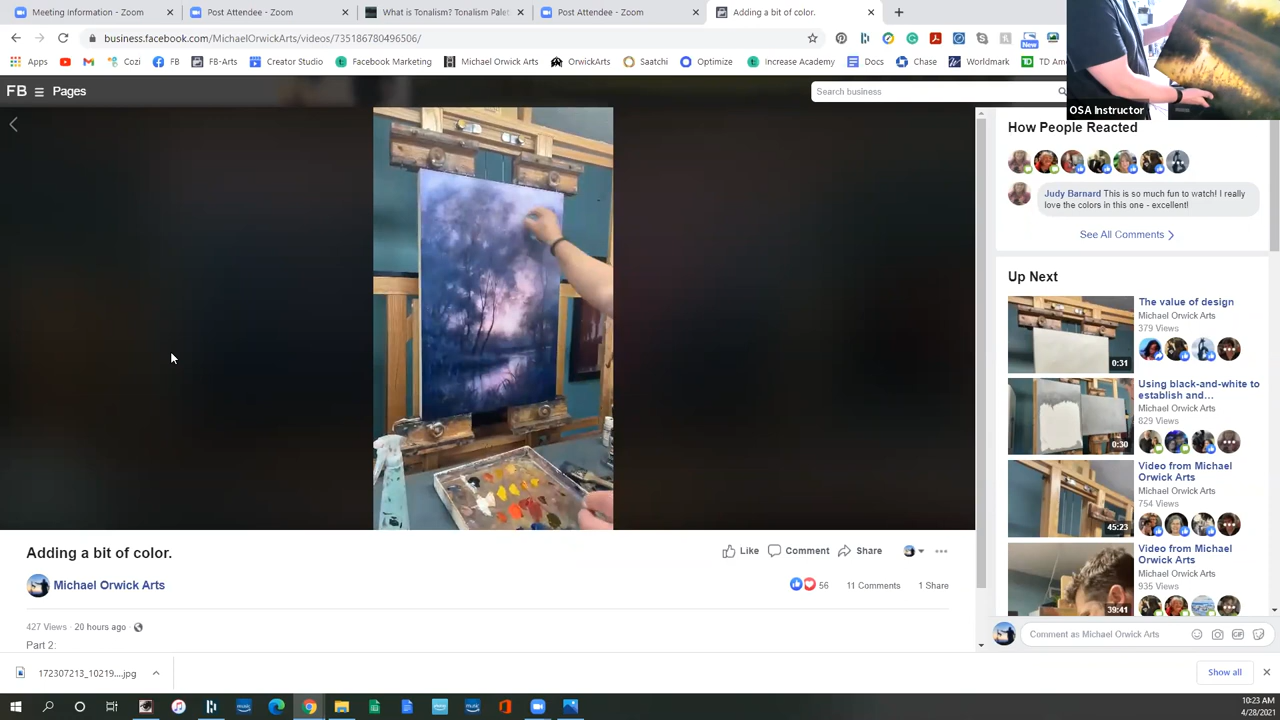 Meeting Information - Zoom
Post Attendee - Zoom
What is Tonalism? Tonalism Palet
Post Attendee - Zoom
Adding a bit of color.
business.facebook.com/MichaelOrwickArts/videos/735186780496506/
New
Apps
YouTube
Gmail
Maps
Cozi
FB
FB-Arts
Creator Studio
Facebook Marketing
Michael Orwick Arts
OrwickArts
Saatchi
Optimize
Increase Academy
Docs
Chase
Worldmark
TD Am
OSA Instructor
FB
Pages
Search business
How People Reacted
Judy Barnard This is so much fun to watch! I really
love the colors in this one - excellent!
See All Comments
Up Next
The value of design
Michael Orwick Arts
379 Views
0:31
Using black-and-white to
establish and…
Michael Orwick Arts
829 Views
0:30
Video from Michael
Orwick Arts
Michael Orwick Arts
754 Views
45:23
Video from Michael
Orwick Arts
Michael Orwick Arts
935 Views
39:41
Adding a bit of color.
Like
Comment
Share
Michael Orwick Arts
56
11 Comments
1 Share
427 Views · 20 hours ago ·
Part 2.
Comment as Michael Orwick Arts
GIF
172307213_10219....jpg
Show all
10:23 AM
4/28/2021